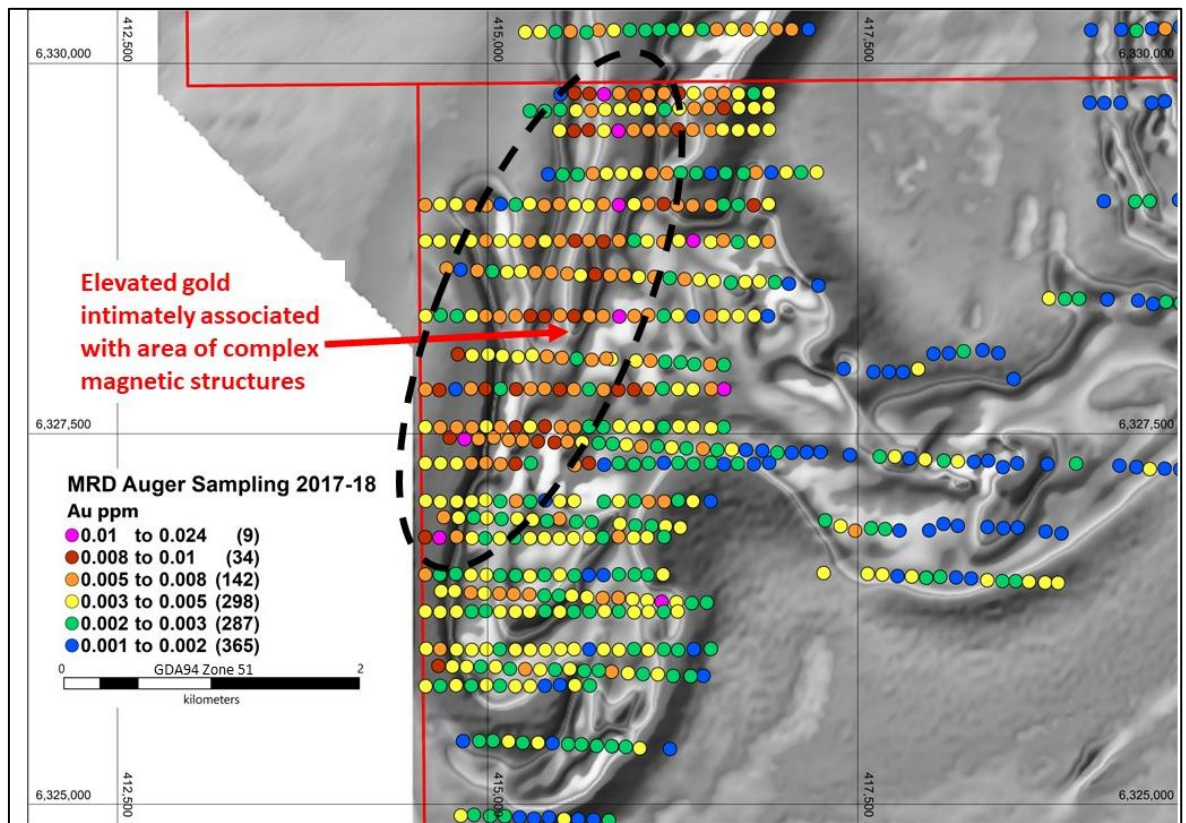 412,500
415,000
417,500
6,330,000
6,330,000
Elevated gold
intimately associated
with area of complex
magnetic structures
6,327,500
6,327,500
MRD Auger Sampling 2017-18
Au ppm
0.01 to 0.024 (9)
0.008 to 0.01 (34)
0.005 to 0.008 (142)
0.003 to 0.005 (298)
0.002 to 0.003 (287)
0.001 to 0.002 (365)
0 GDA94 Zone 51 2
kilometers
6,325,000
6,325,000
412,500
415,000
417,500